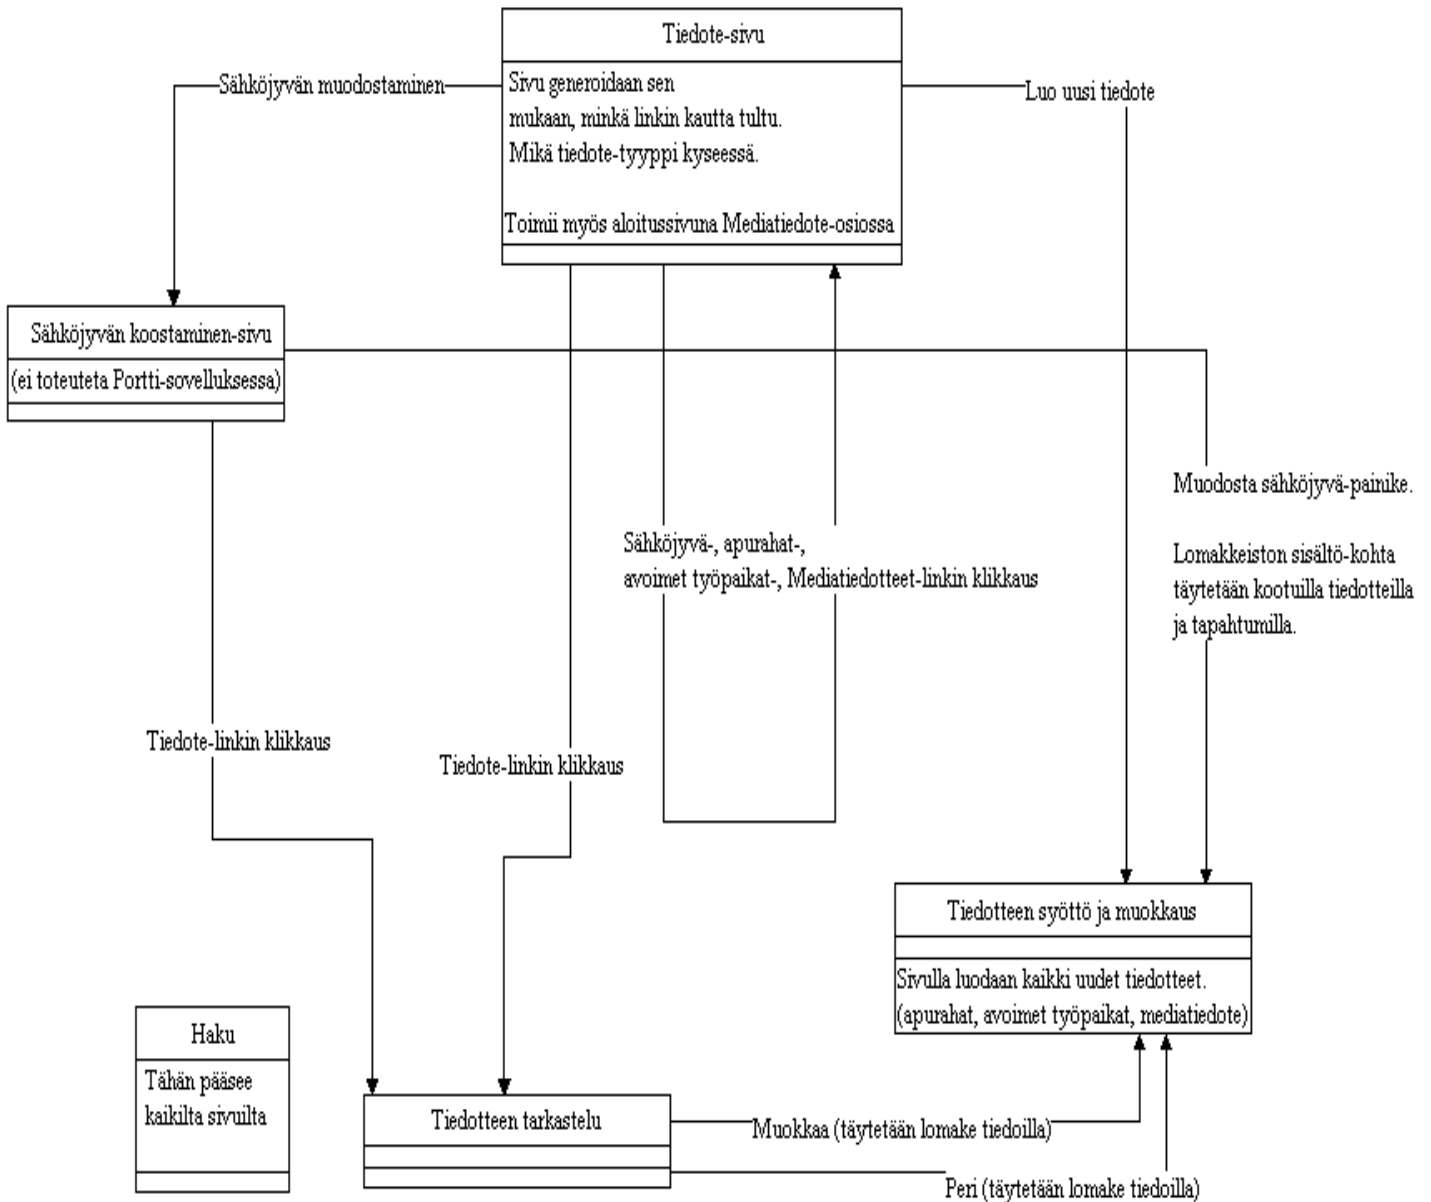 Tiedote-sivu
Sivu generoidaan sen
mukaan, minkä linkin kautta tultu.
Mikä tiedote-tyyppi kyseessä.
Toimii myös aloitussivuna Mediatiedote-osiossa
Sähköjyvän muodostaminen
Luo uusi tiedote
Sähköjyvän koostaminen-sivu
(ei toteuteta Portti-sovelluksessa)
Muodosta sähköjyvä-painike.
Lomakkeiston sisältö-kohta
täytetään kootuilla tiedotteilla
ja tapahtumilla.
Sähköjyvä-, apurahat-,
avoimet työpaikat-, Mediatiedotteet-linkin klikkaus
Tiedote-linkin klikkaus
Tiedote-linkin klikkaus
Tiedotteen syöttö ja muokkaus
Sivulla luodaan kaikki uudet tiedotteet.
(apurahat, avoimet työpaikat, mediatiedote)
Haku
Tähän pääsee
kaikilta sivuilta
Tiedotteen tarkastelu
Muokkaa (täytetään lomake tiedoilla)
Peri (täytetään lomake tiedoilla)